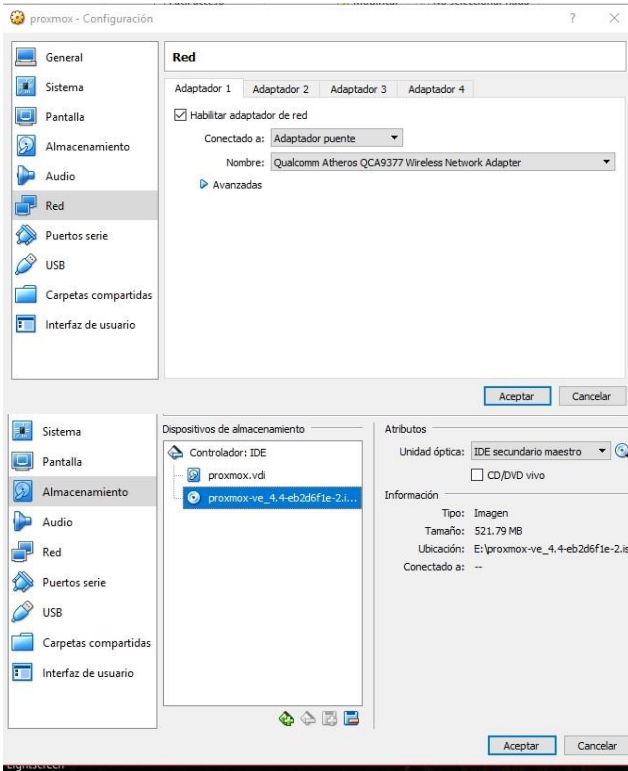 proxmox - Configuración
General
Sistema
Pantalla
Almacenamiento
Audio
Red
Puertos serie
USB
Carpetas compartidas
Interfaz de usuario
Red
Adaptador 1 Adaptador 2 Adaptador 3 Adaptador 4
Habilitar adaptador de red
Conectado a: Adaptador puente
Nombre: Qualcomm Atheros QCA9377 Wireless Network Adapter
Avanzadas
Aceptar Cancelar
Sistema
Pantalla
Almacenamiento
Audio
Red
Puertos serie
USB
Carpetas compartidas
Interfaz de usuario
Dispositivos de almacenamiento
Controlador: IDE
proxmox.vdi
proxmox-ve_4.4-eb2d6f1e-2.i...
Atributos
Unidad óptica: IDE secundario maestro
CD/DVD vivo
Información
Tipo: Imagen
Tamaño: 521.79 MB
Ubicación: E:\proxmox-ve_4.4-eb2d6f1e-2.is
Conectado a: --
Aceptar Cancelar